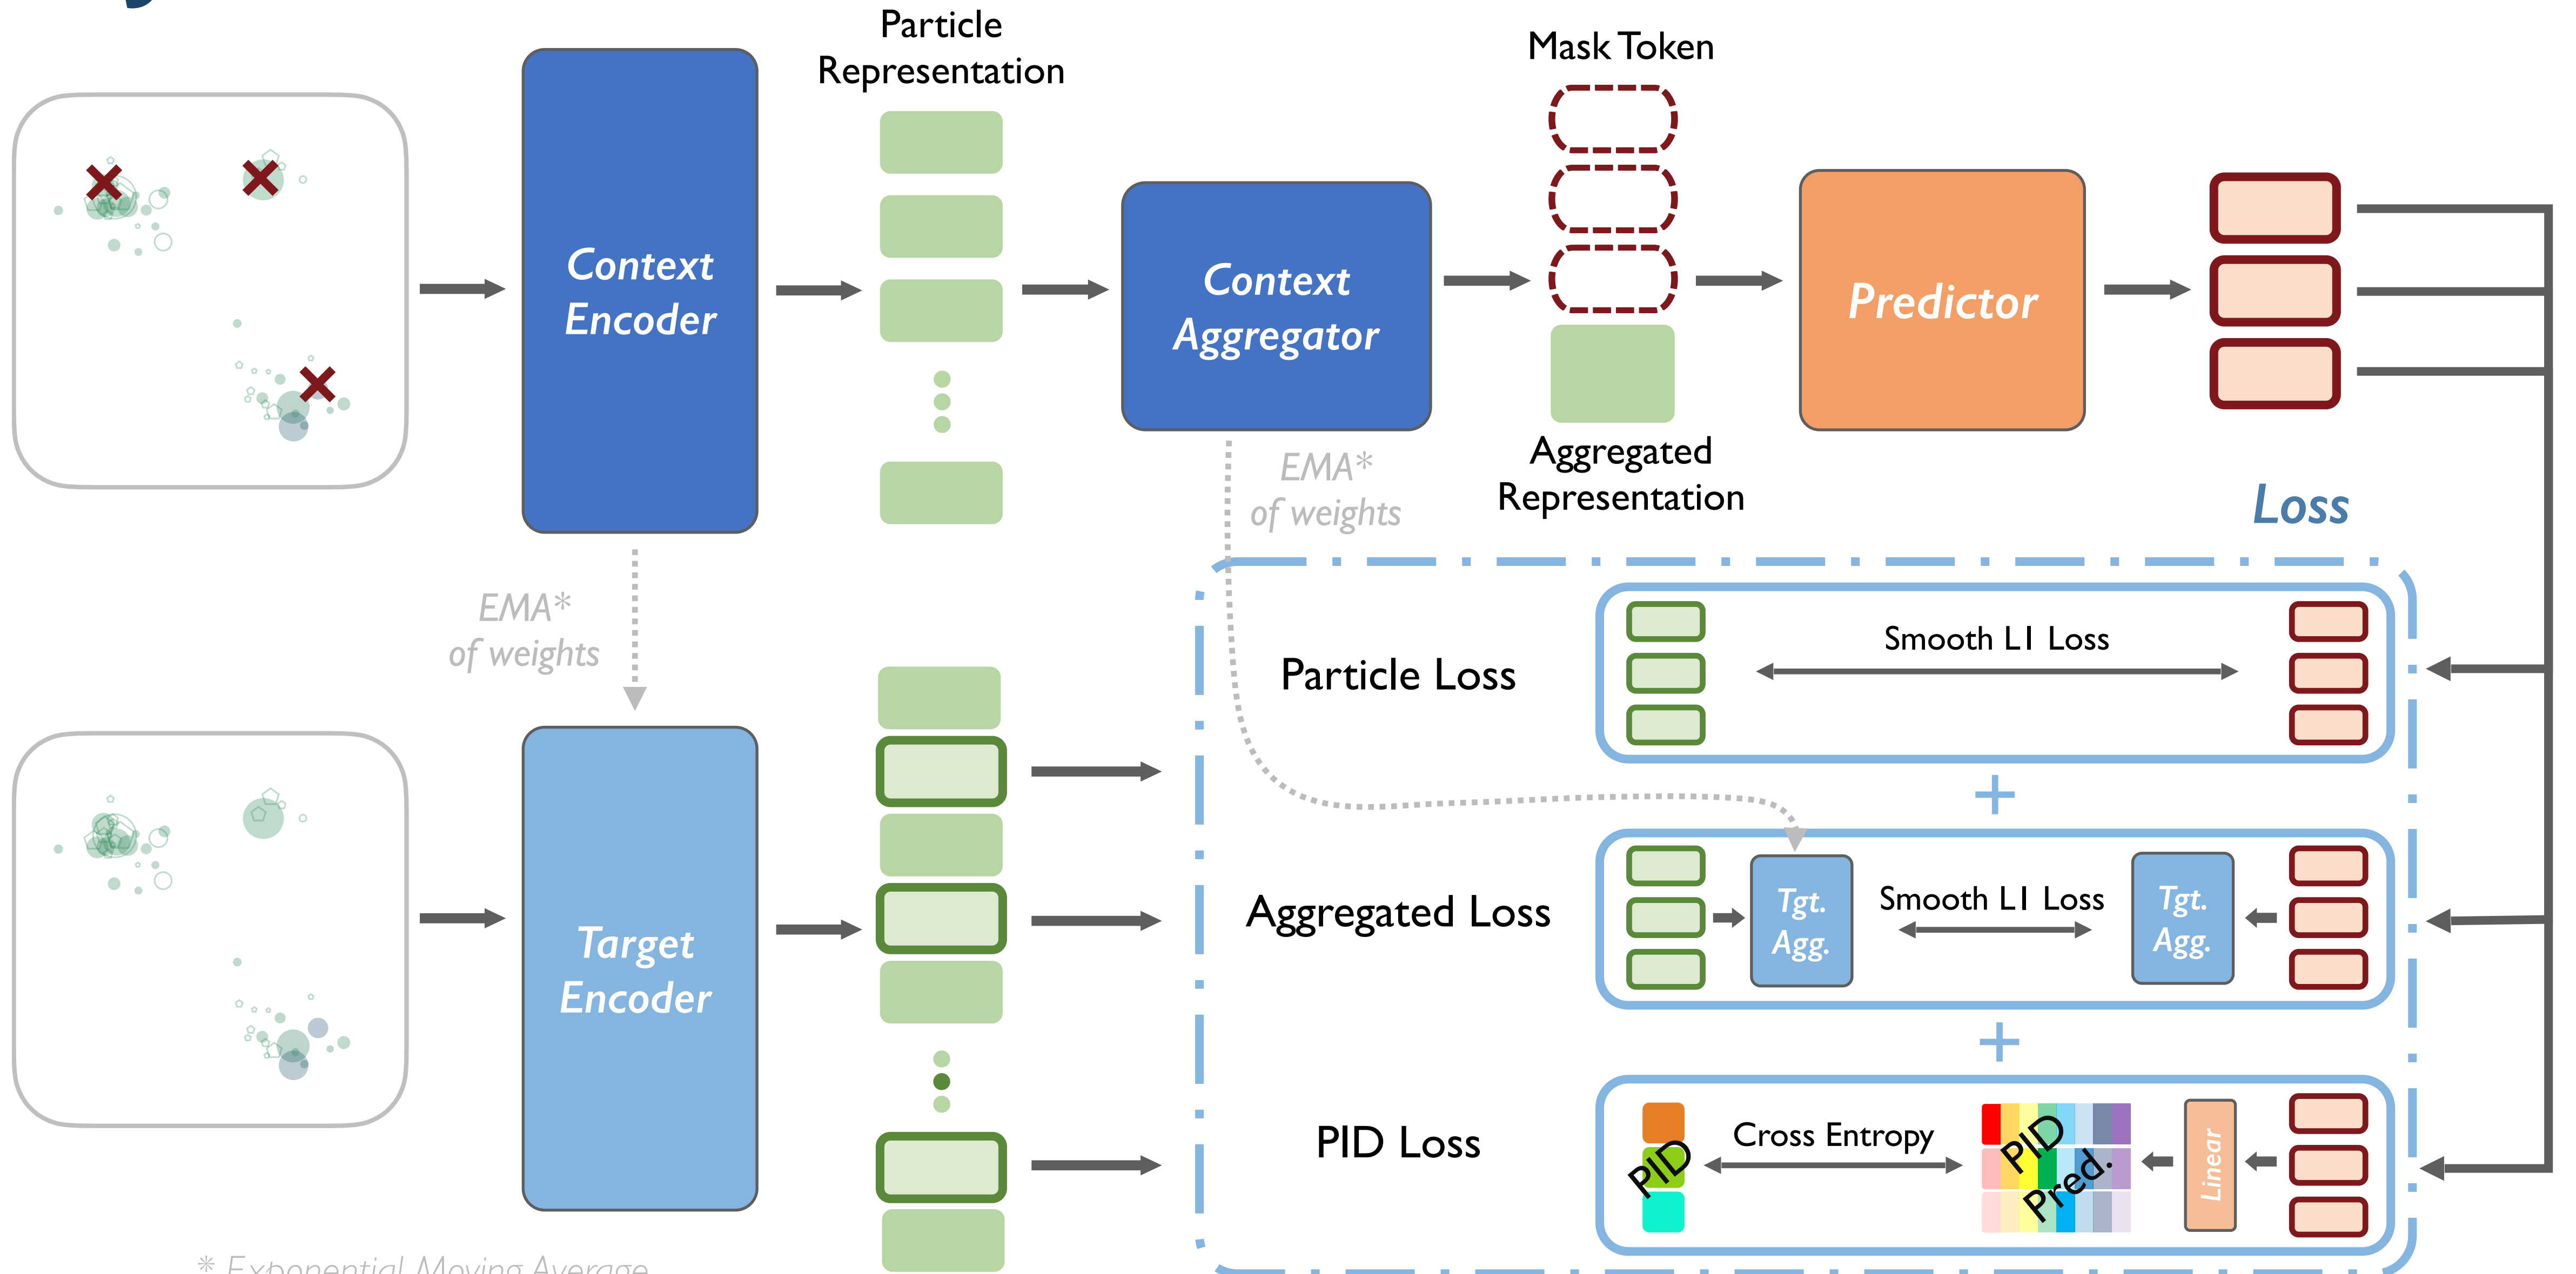 Particle
Representation
Mask Token
Context
Encoder
Context
Aggregator
Predictor
EMA*
of weights
Aggregated
Representation
Loss
EMA*
of weights
Particle Loss
Smooth L1 Loss
Target
Encoder
Aggregated Loss
Tgt.
Agg.
Smooth L1 Loss
Tgt.
Agg.
PID Loss
PID
Cross Entropy
PID
Pred.
Linear
* Exponential Moving Average